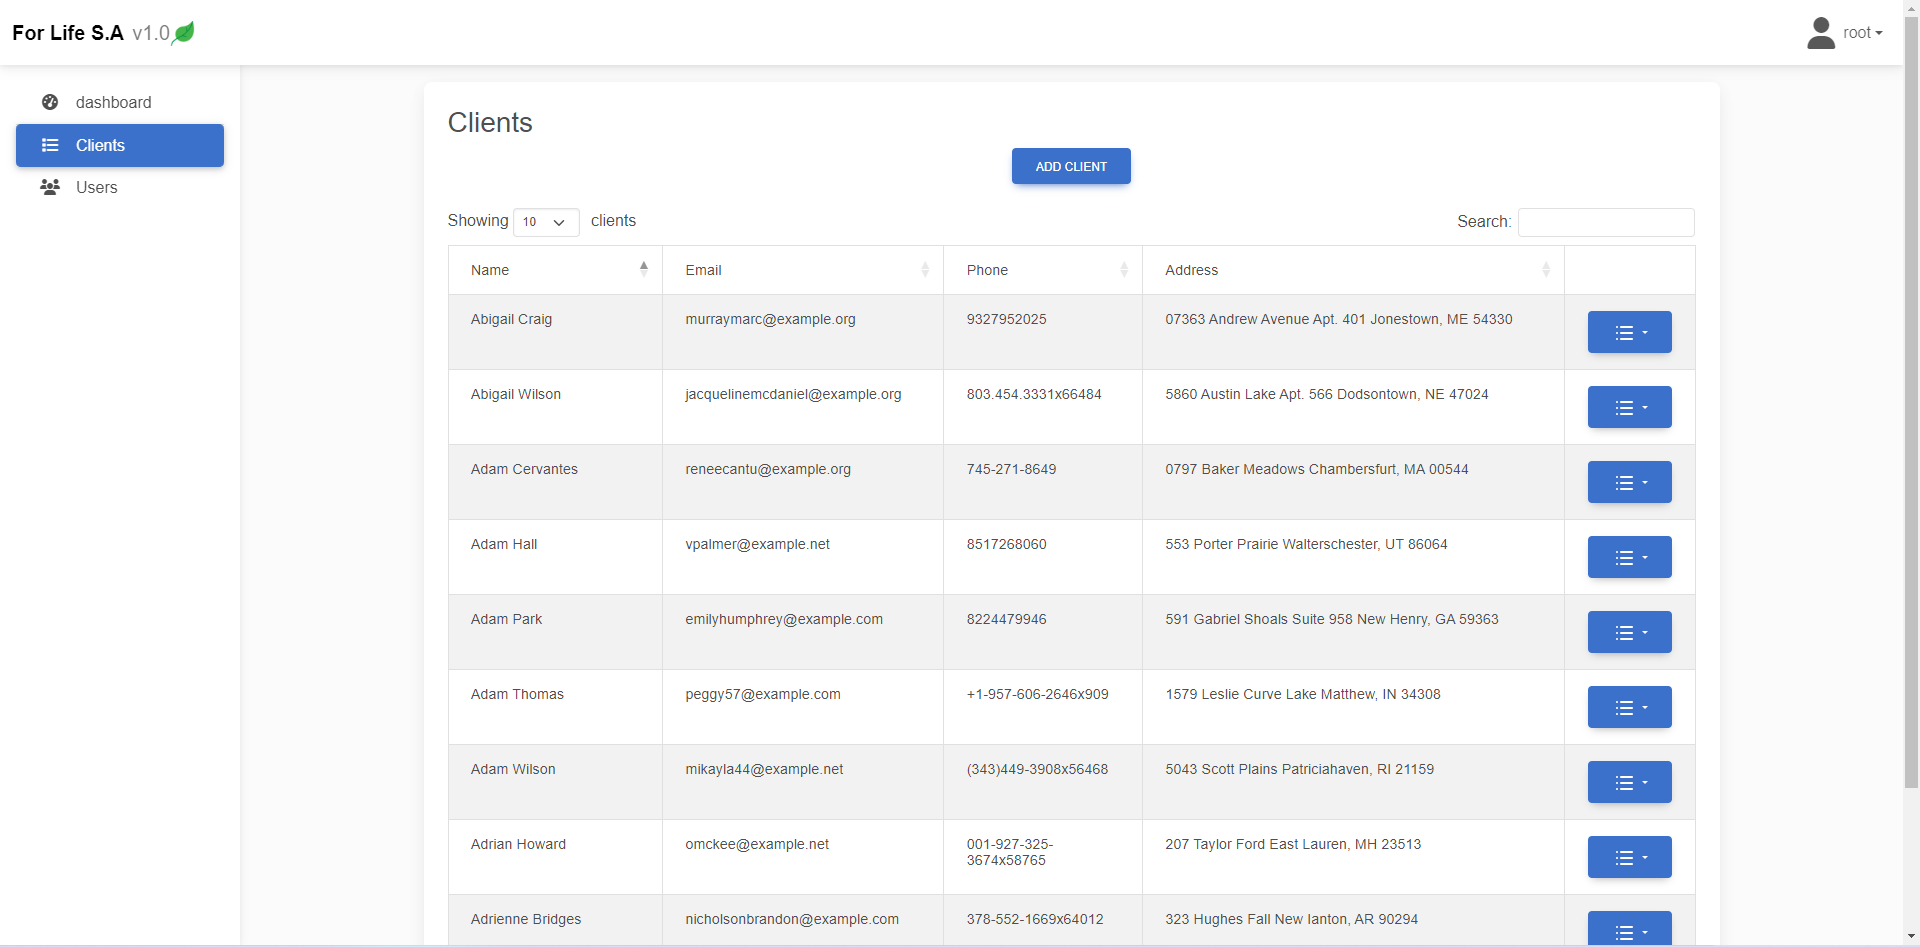 For Life S.A v1.0
root
dashboard
Clients
Users
Clients
ADD CLIENT
Showing 10 clients
Search:
Name Email Phone Address
Abigail Craig murraymarc@example.org 9327952025 07363 Andrew Avenue Apt. 401 Jonestown, ME 54330
Abigail Wilson jacquelinemcdaniel@example.org 803.454.3331x66484 5860 Austin Lake Apt. 566 Dodsontown, NE 47024
Adam Cervantes reneecantu@example.org 745-271-8649 0797 Baker Meadows Chambersfurt, MA 00544
Adam Hall vpalmer@example.net 8517268060 553 Porter Prairie Walterschester, UT 86064
Adam Park emilyhumphrey@example.com 8224479946 591 Gabriel Shoals Suite 958 New Henry, GA 59363
Adam Thomas peggy57@example.com +1-957-606-2646x909 1579 Leslie Curve Lake Matthew, IN 34308
Adam Wilson mikayla44@example.net (343)449-3908x56468 5043 Scott Plains Patriciahaven, RI 21159
Adrian Howard omckee@example.net 001-927-325- 207 Taylor Ford East Lauren, MH 23513
3674x58765
Adrienne Bridges nicholsonbrandon@example.com 378-552-1669x64012 323 Hughes Fall New Ianton, AR 90294